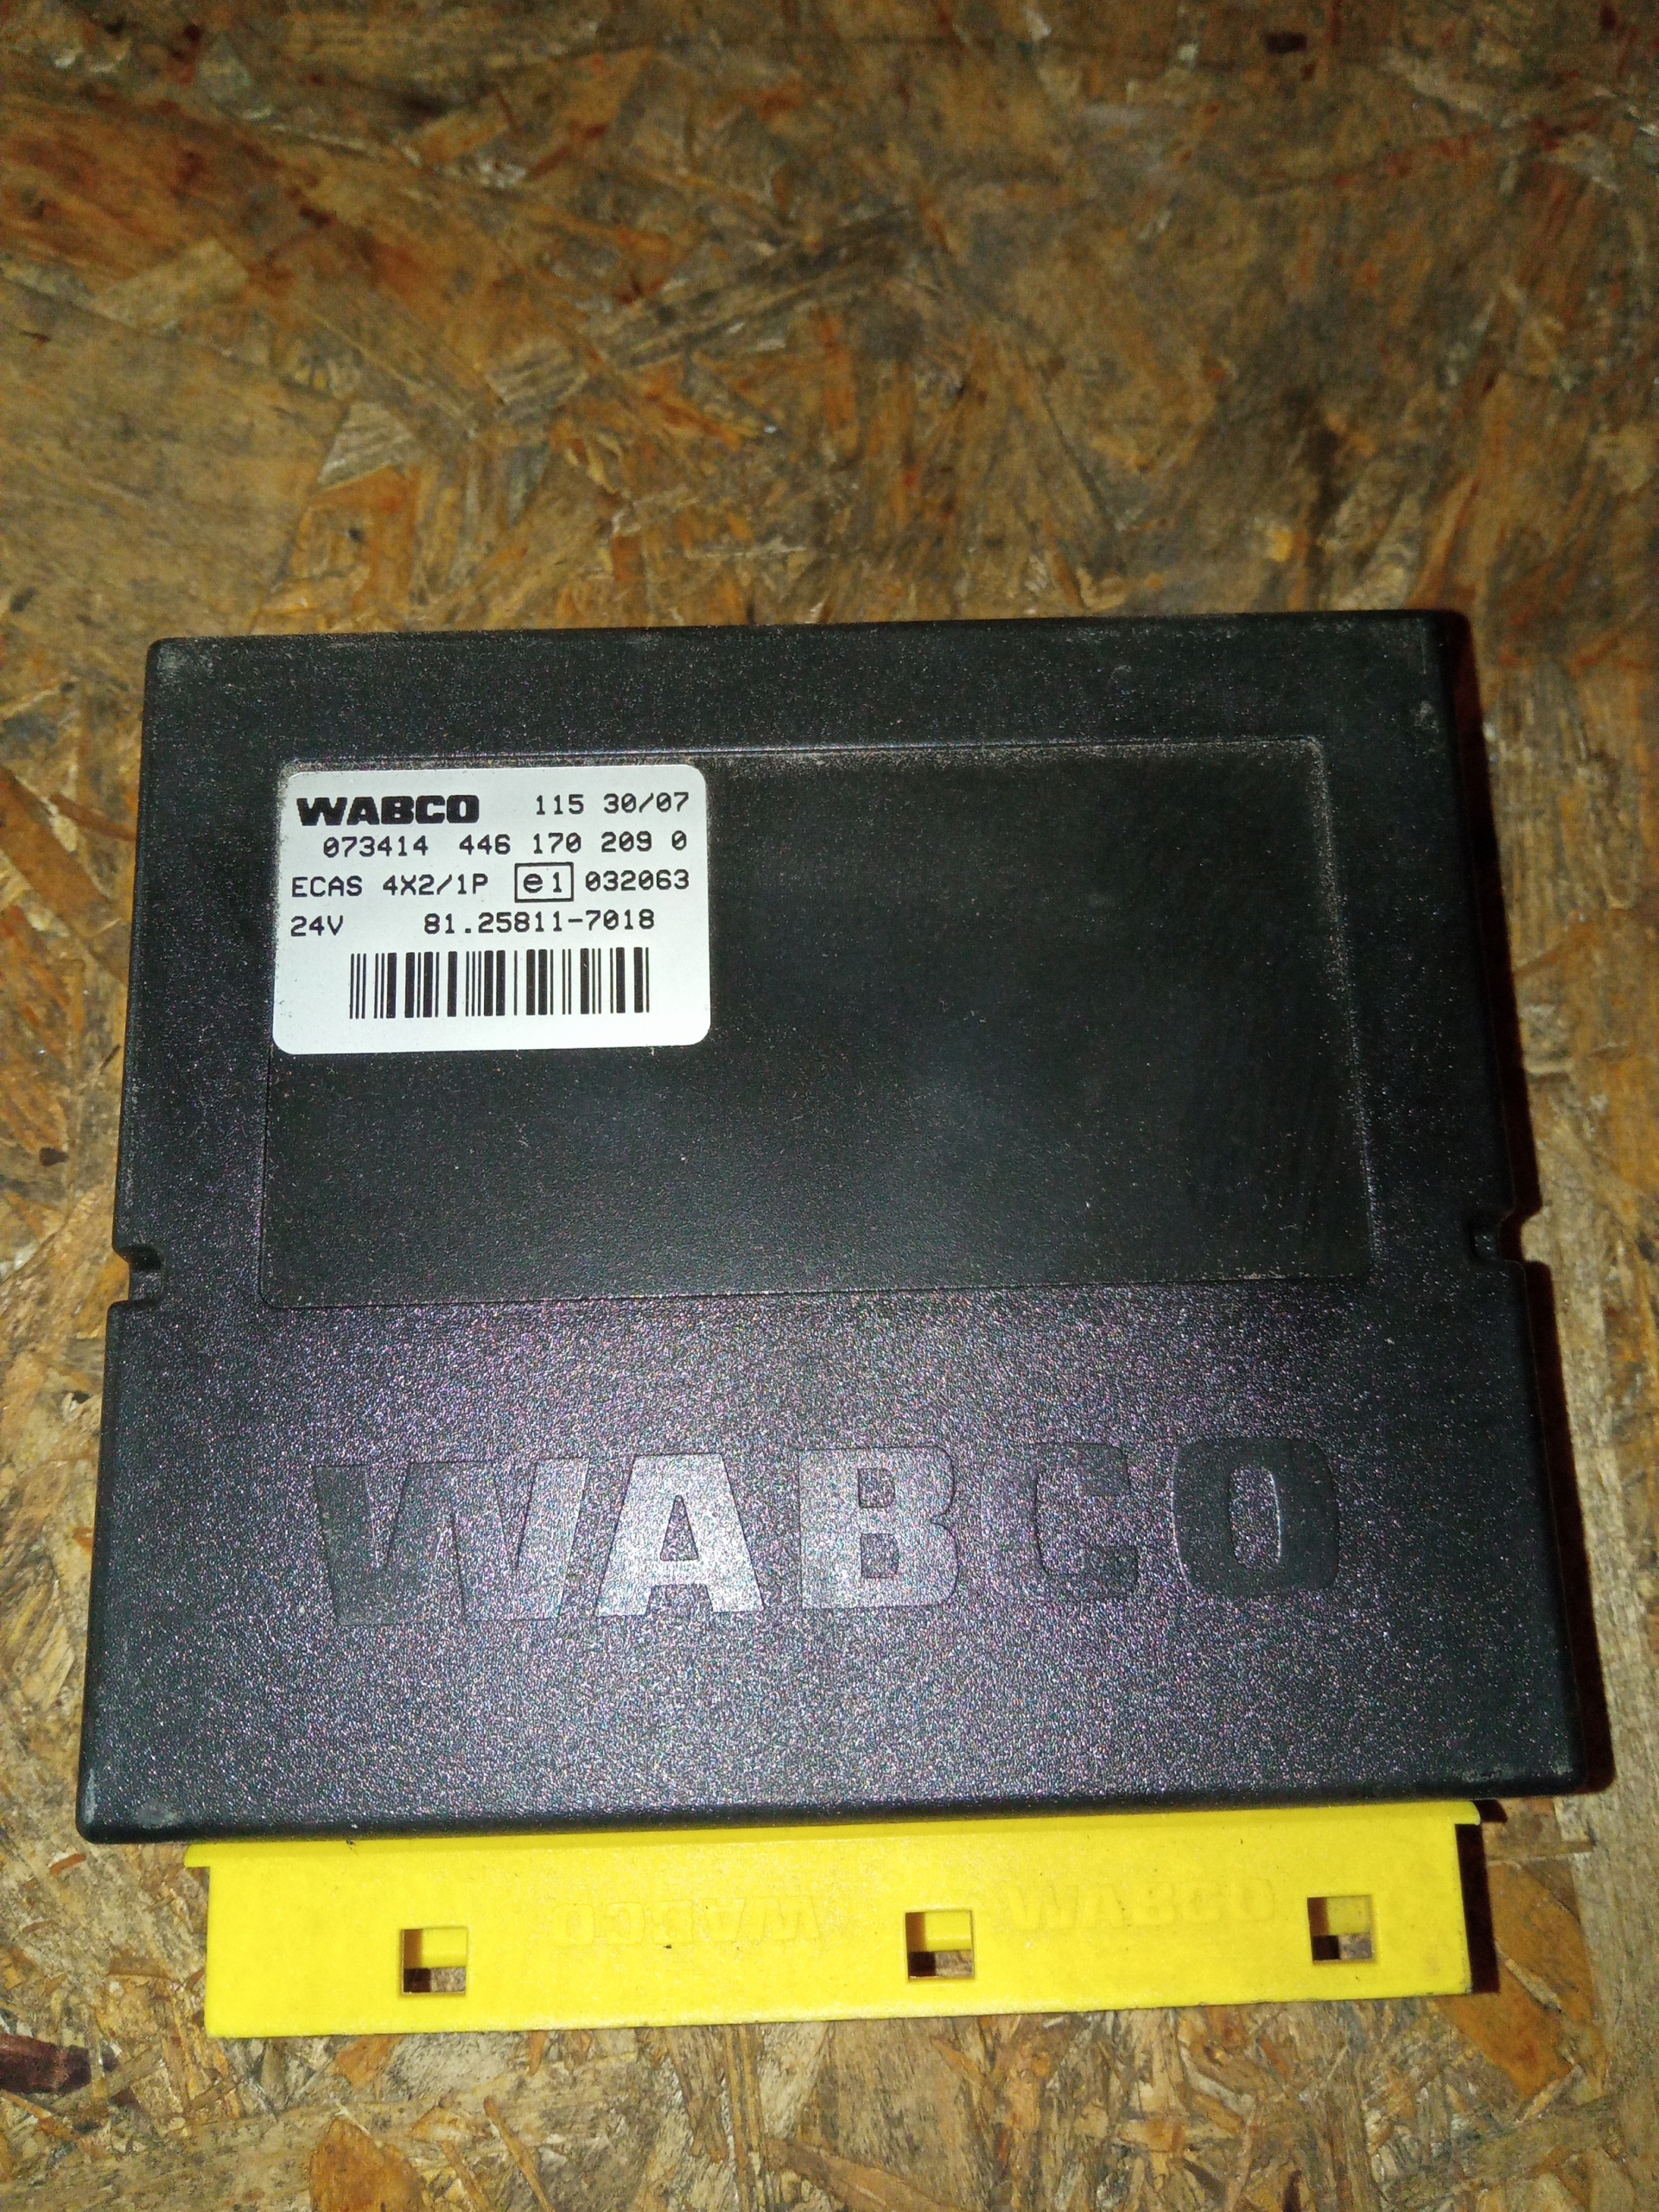 WABCO 115 30/07
073414 446 170 209 0
ECAS 4X2/1P e1 032063
24V 81.25811-7018
WABCO
WABCO WABCO